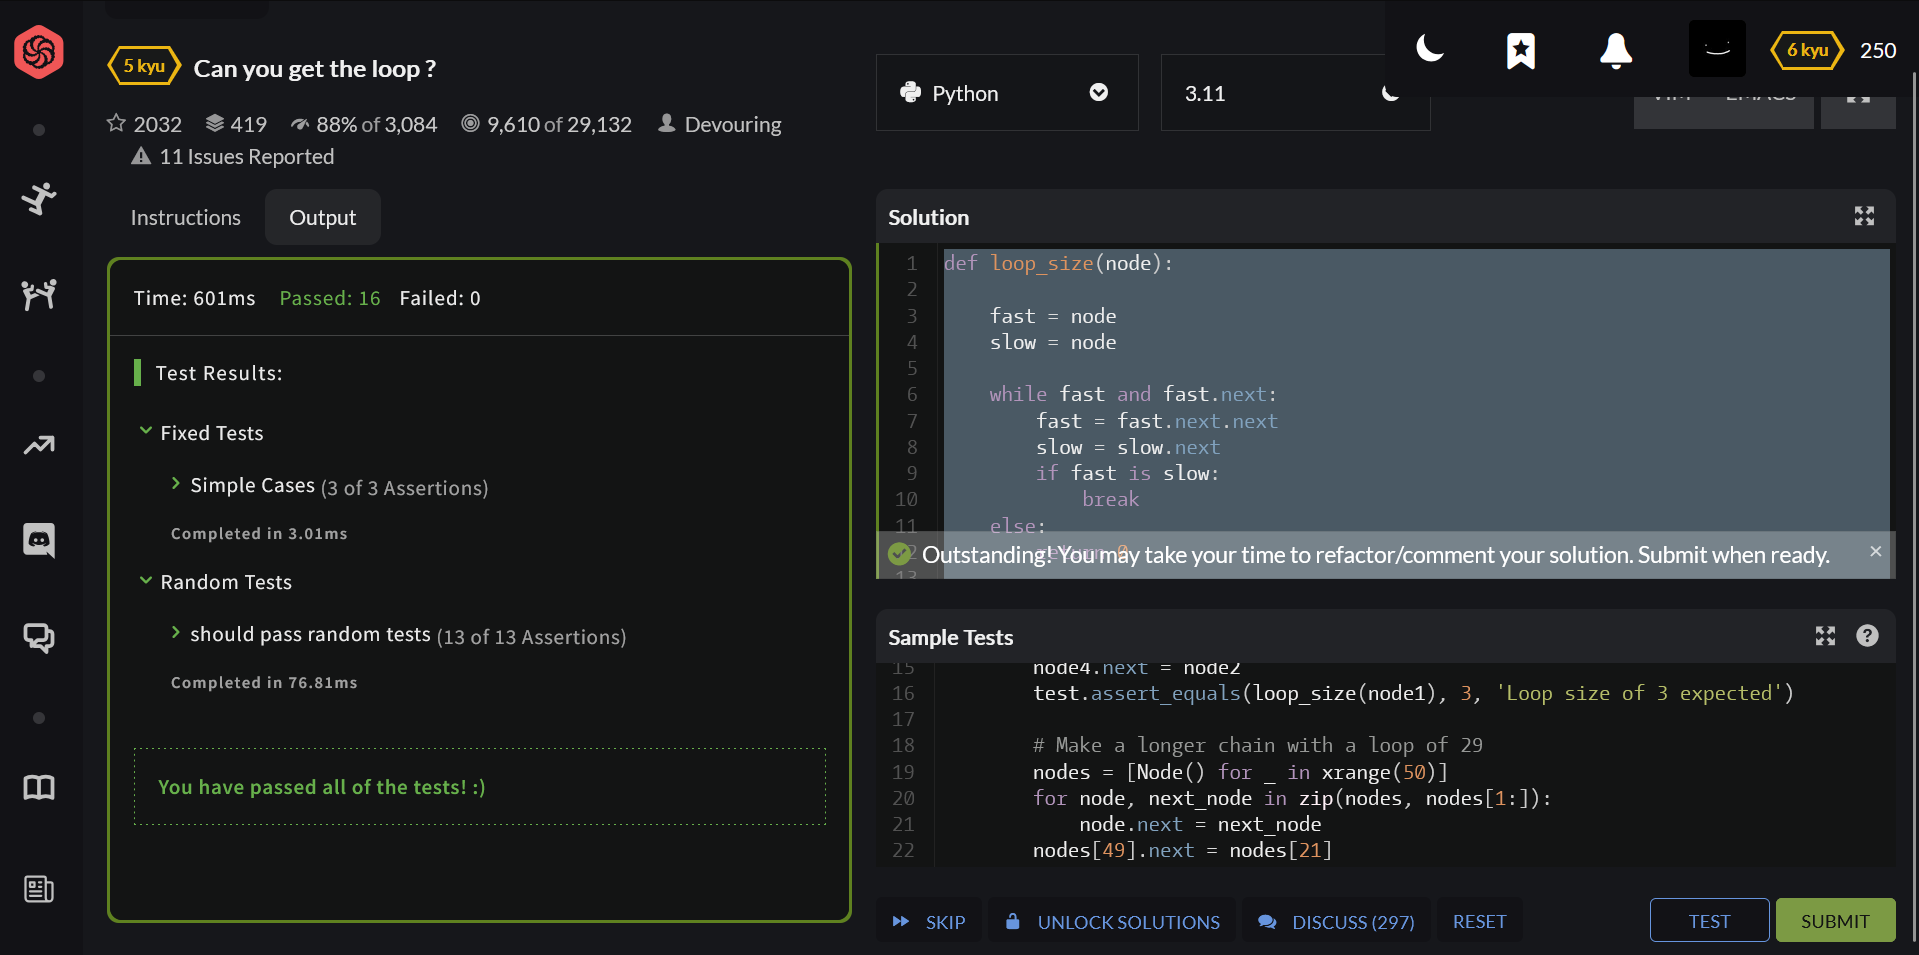 5 kyu
Can you get the loop ?
2032 419 88% of 3,084 9,610 of 29,132 Devouring
11 Issues Reported
Python
3.11
6 kyu
250
VIM EMACS
Instructions
Output
Time: 601ms Passed: 16 Failed: 0
Test Results:
Fixed Tests
Simple Cases (3 of 3 Assertions)
Completed in 3.01ms
Random Tests
should pass random tests (13 of 13 Assertions)
Completed in 76.81ms
You have passed all of the tests! :)
Solution
1 def loop_size(node):
2
3     fast = node
4     slow = node
5
6     while fast and fast.next:
7         fast = fast.next.next
8         slow = slow.next
9         if fast is slow:
10             break
11     else:
12         return 0
13
Outstanding! You may take your time to refactor/comment your solution. Submit when ready.
Sample Tests
15 node4.next = node2
16 test.assert_equals(loop_size(node1), 3, 'Loop size of 3 expected')
17
18 # Make a longer chain with a loop of 29
19 nodes = [Node() for _ in xrange(50)]
20 for node, next_node in zip(nodes, nodes[1:]):
21     node.next = next_node
22 nodes[49].next = nodes[21]
SKIP
UNLOCK SOLUTIONS
DISCUSS (297)
RESET
TEST
SUBMIT